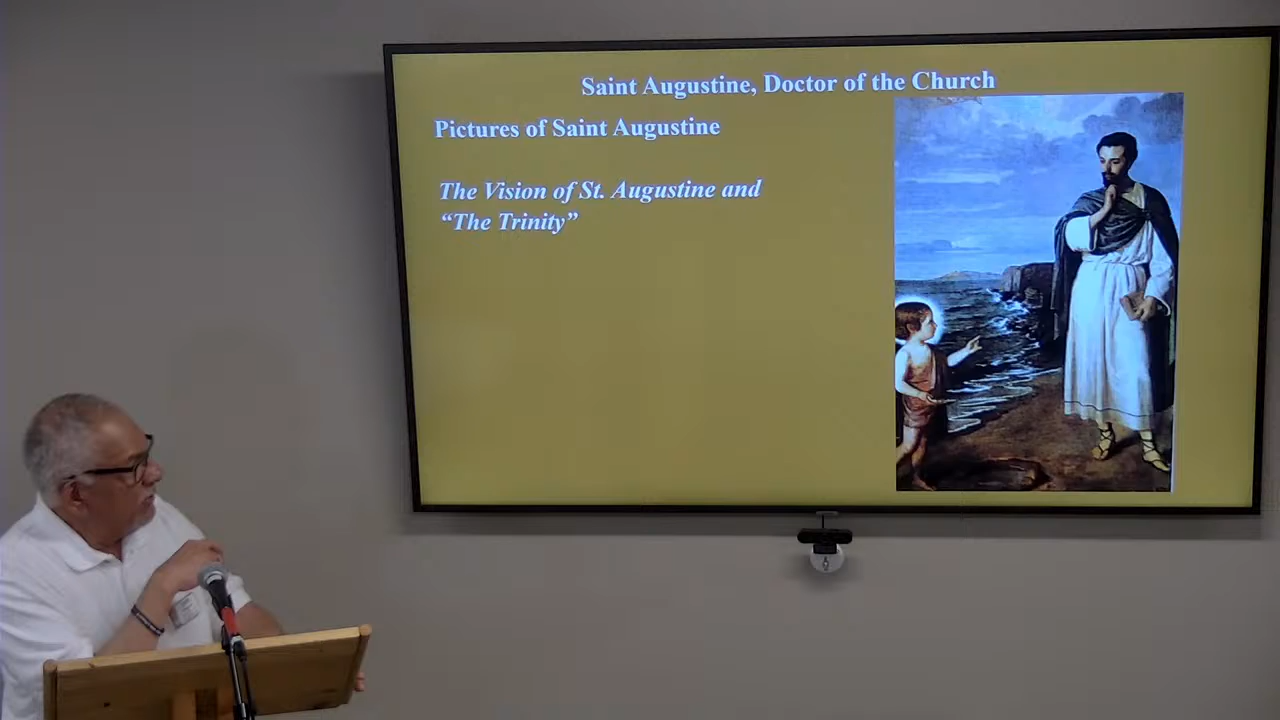 Saint Augustine, Doctor of the Church
Pictures of Saint Augustine
The Vision of St. Augustine and
“The Trinity”